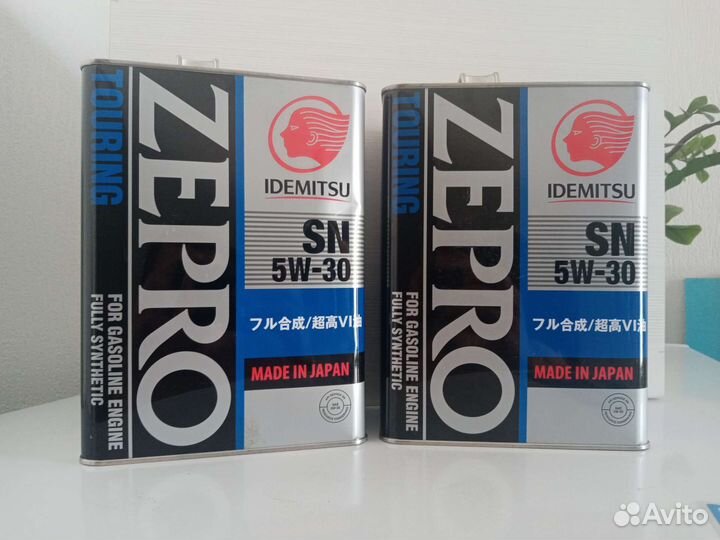 TOURING
ZEPRO
FOR GASOLINE ENGINE
FULLY SYNTHETIC
IDEMITSU
SN
5W-30
フル合成/超高VI油
MADE IN JAPAN
TOURING
ZEPRO
FOR GASOLINE ENGINE
FULLY SYNTHETIC
IDEMITSU
SN
5W-30
フル合成/超高VI油
MADE IN JAPAN
Avito